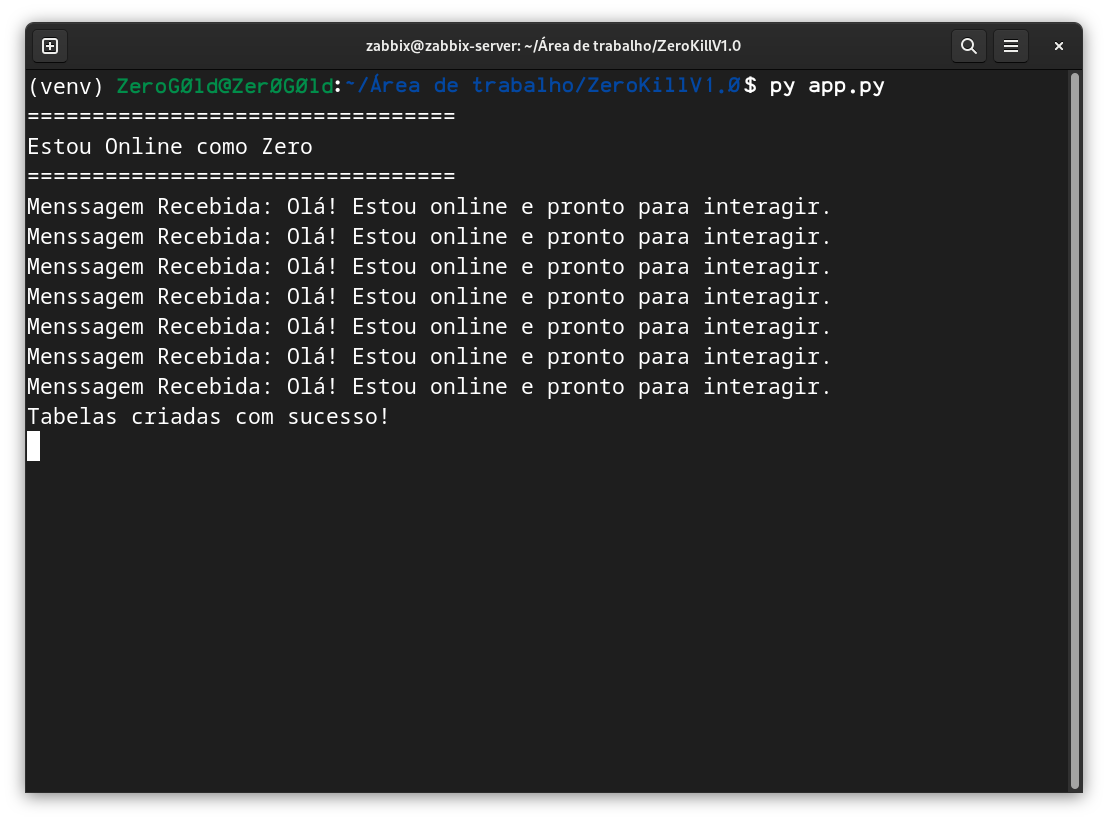 zabbix@zabbix-server: ~/Área de trabalho/ZeroKillV1.0
(venv) ZeroG0ld@Zer0G0ld:~/Área de trabalho/ZeroKillV1.0$ py app.py
=================================
Estou Online como Zero
=================================
Menssagem Recebida: Olá! Estou online e pronto para interagir.
Menssagem Recebida: Olá! Estou online e pronto para interagir.
Menssagem Recebida: Olá! Estou online e pronto para interagir.
Menssagem Recebida: Olá! Estou online e pronto para interagir.
Menssagem Recebida: Olá! Estou online e pronto para interagir.
Menssagem Recebida: Olá! Estou online e pronto para interagir.
Menssagem Recebida: Olá! Estou online e pronto para interagir.
Tabelas criadas com sucesso!